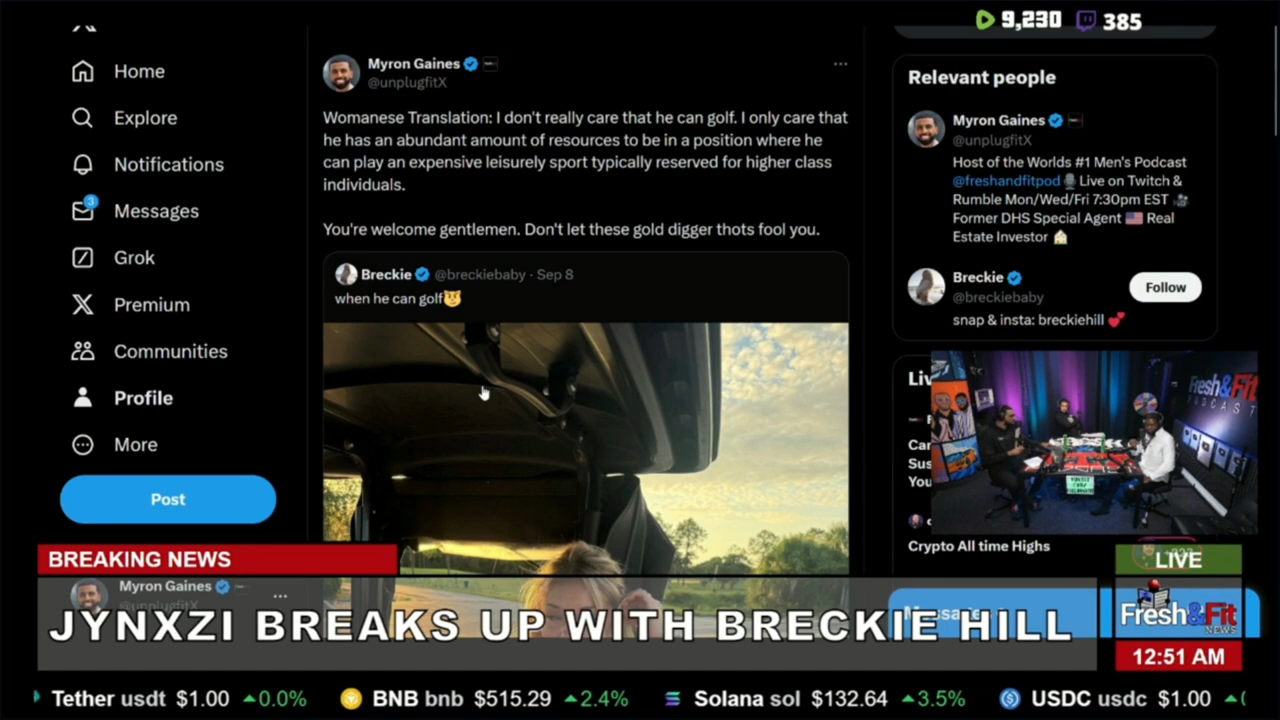 9,230 385
Home
Explore
Notifications
3
Messages
Grok
Premium
Communities
Profile
More
Post
Myron Gaines
@unplugfitX
Womanese Translation: I don't really care that he can golf. I only care that
he has an abundant amount of resources to be in a position where he
can play an expensive leisurely sport typically reserved for higher class
individuals.
You're welcome gentlemen. Don't let these gold digger thots fool you.
Breckie @breckiebaby · Sep 8
when he can golf
Relevant people
Myron Gaines
@unplugfitX
Host of the Worlds #1 Men's Podcast
@freshandfitpod Live on Twitch &
Rumble Mon/Wed/Fri 7:30pm EST
Former DHS Special Agent Real
Estate Investor
Breckie
@breckiebaby
Follow
snap & insta: breckiehill
Fresh&Fit
PODCAST
Crypto All time Highs
BREAKING NEWS
Myron Gaines
@unplugfitX
JYNXZI BREAKS UP WITH BRECKIE HILL
LIVE
Fresh&Fit
NEWS
12:51 AM
Tether usdt $1.00 0.0% BNB bnb $515.29 2.4% Solana sol $132.64 3.5% USDC usdc $1.00